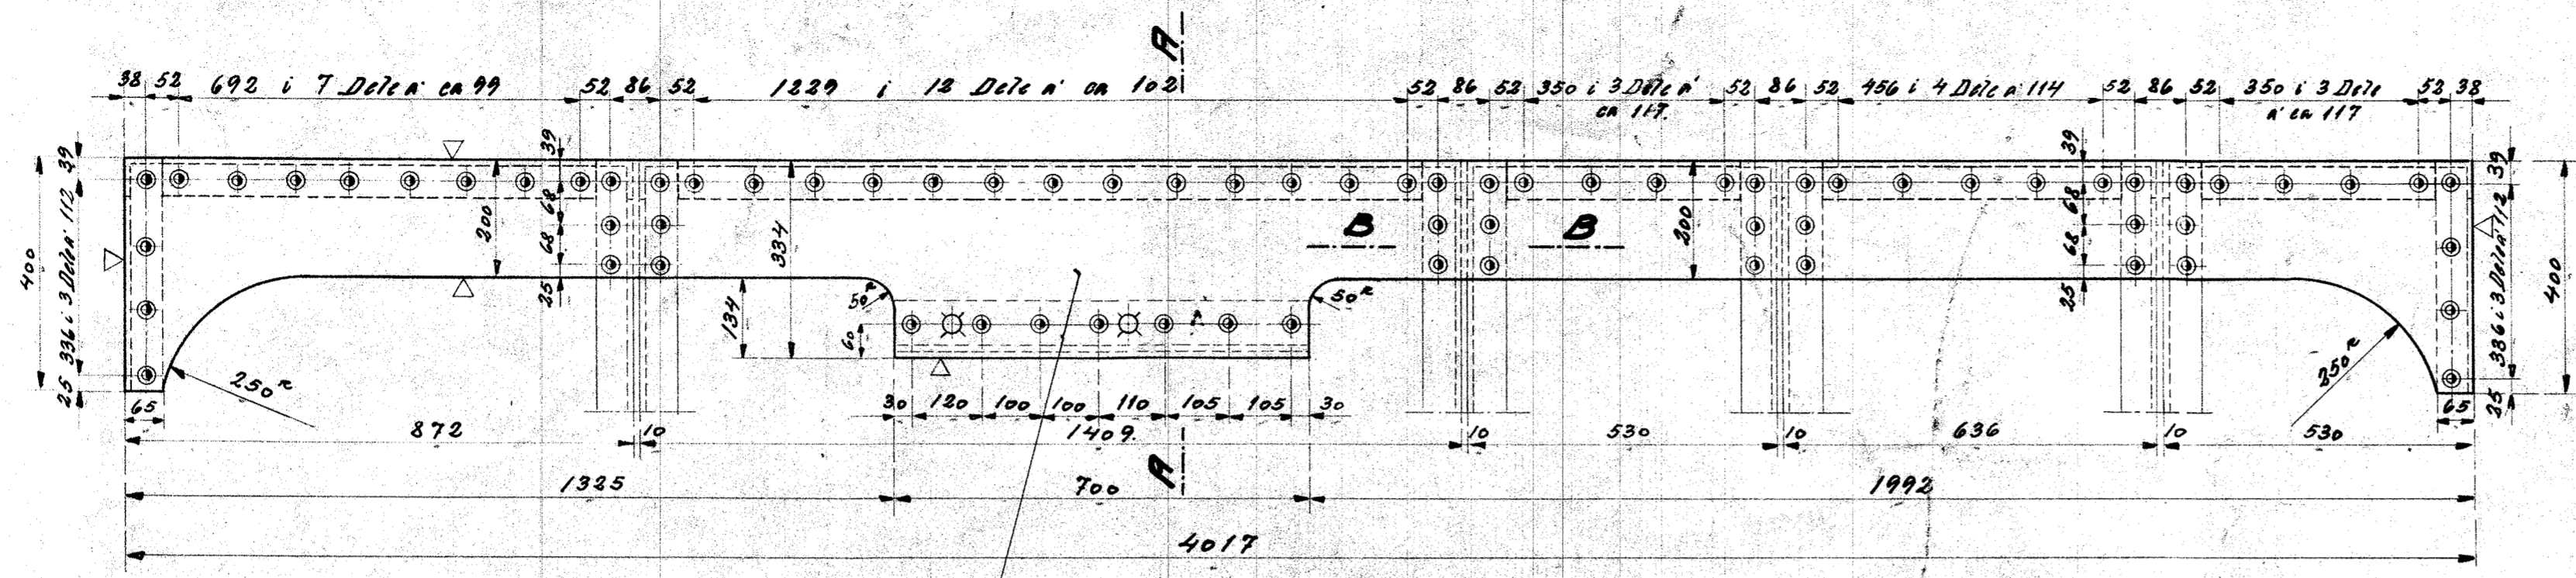 A
38 52 692 i 7 Dele à ca 99 52 86 52 1229 i 12 Dele à ca 102 52 86 52 350 i 3 Dele à 52 86 52 456 i 4 Dele à 114 52 86 52 350 i 3 Dele 52 38
ca 117. à ca 117
39 39 39 39
400 336 i 3 Dele à 112 25
200 68 68 25
334 134 60
B B
200 68 68 25
386 i 3 Dele à 112 25 400
50R 50R
250R 250R
65 30 120 100 100 110 105 105 30 65
872 10 1409. 10 530 10 636 10 530
A
1325 700 1992
4017